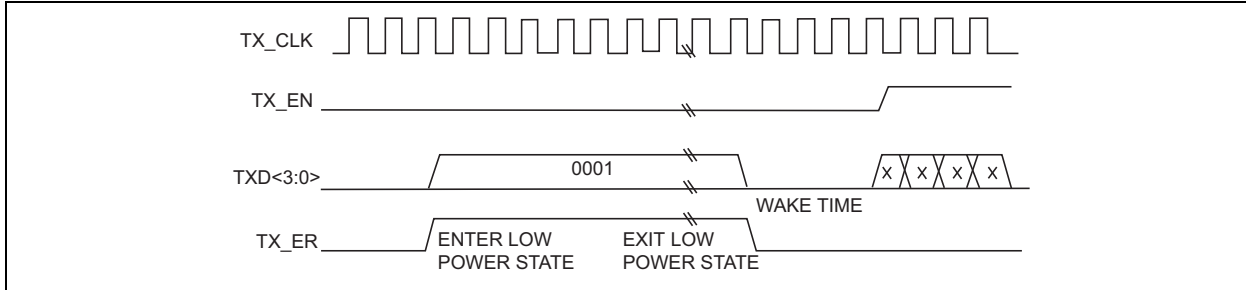 TX_CLK
TX_EN
TXD<3:0>
0001
x x x x
WAKE TIME
TX_ER
ENTER LOW EXIT LOW
POWER STATE POWER STATE